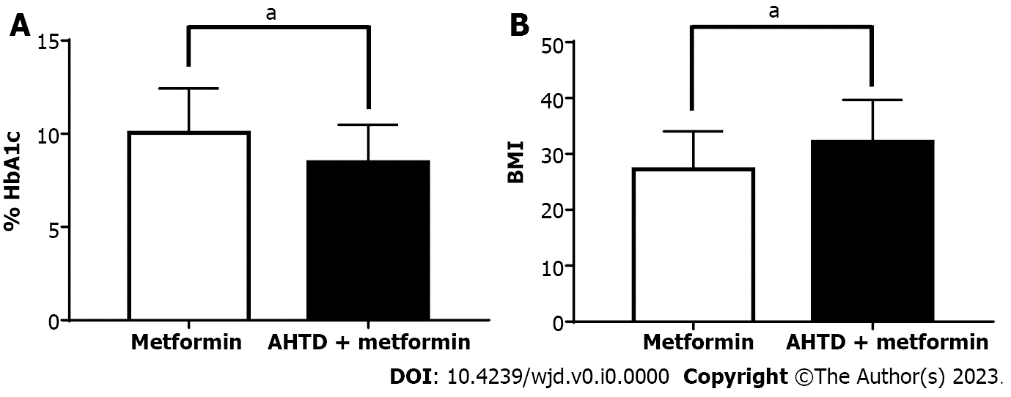 A
a
15
10
5
0
% HbA1c
Metformin AHTD + metformin
B
a
50
40
30
20
10
0
BMI
Metformin AHTD + metformin
DOI: 10.4239/wjd.v0.i0.0000 Copyright ©The Author(s) 2023.